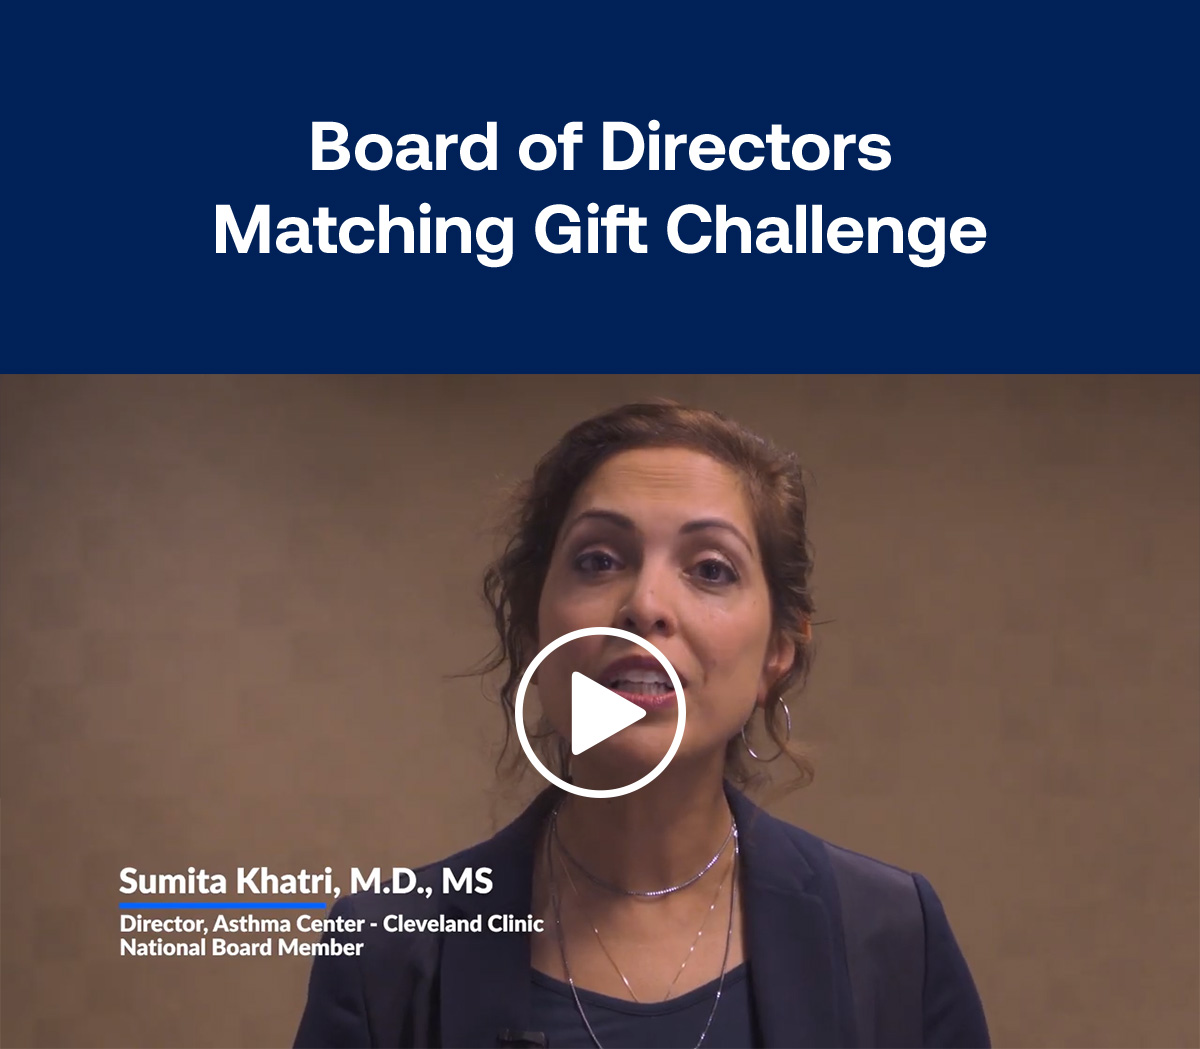 Board of Directors
Matching Gift Challenge
Sumita Khatri, M.D., MS
Director, Asthma Center - Cleveland Clinic
National Board Member